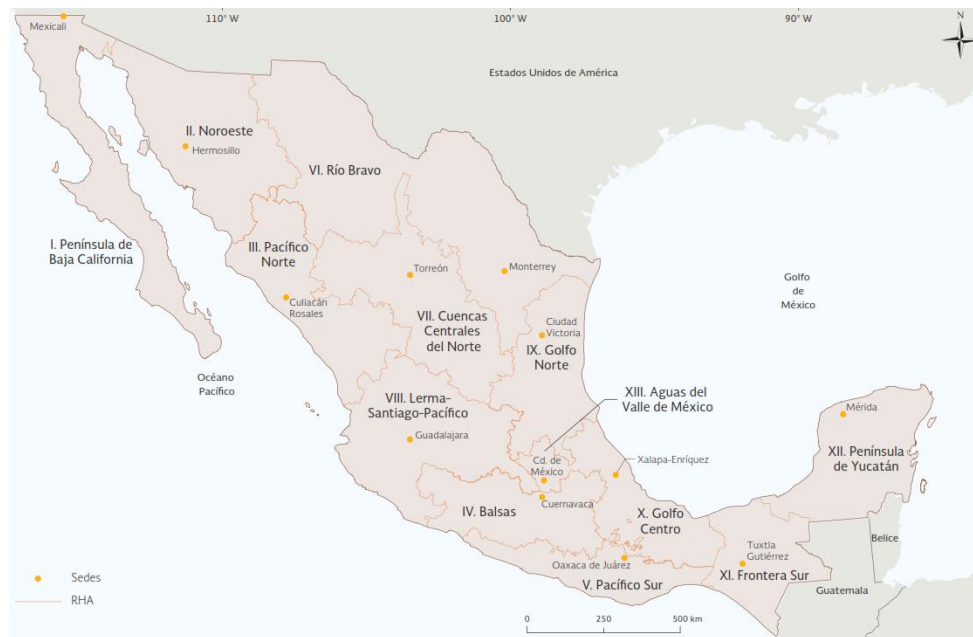 110° W
100° W
90° W
N
Mexicali
Estados Unidos de América
II. Noroeste
Hermosillo
VI. Río Bravo
I. Península de
Baja California
III. Pacífico
Norte
Torreón
Monterrey
Golfo
de
México
Culiacán
Rosales
VII. Cuencas
Centrales
del Norte
Ciudad
Victoria
IX. Golfo
Norte
Océano
Pacífico
VIII. Lerma-
Santiago-Pacífico
XIII. Aguas del
Valle de México
Mérida
Guadalajara
XII. Península
de Yucatán
Cd. de
México
Xalapa-Enríquez
Cuernavaca
IV. Balsas
X. Golfo
Centro
Belice
Tuxtla
Gutiérrez
Oaxaca de Juárez
XI. Frontera Sur
V. Pacífico Sur
Guatemala
Sedes
RHA
0
250
500 km